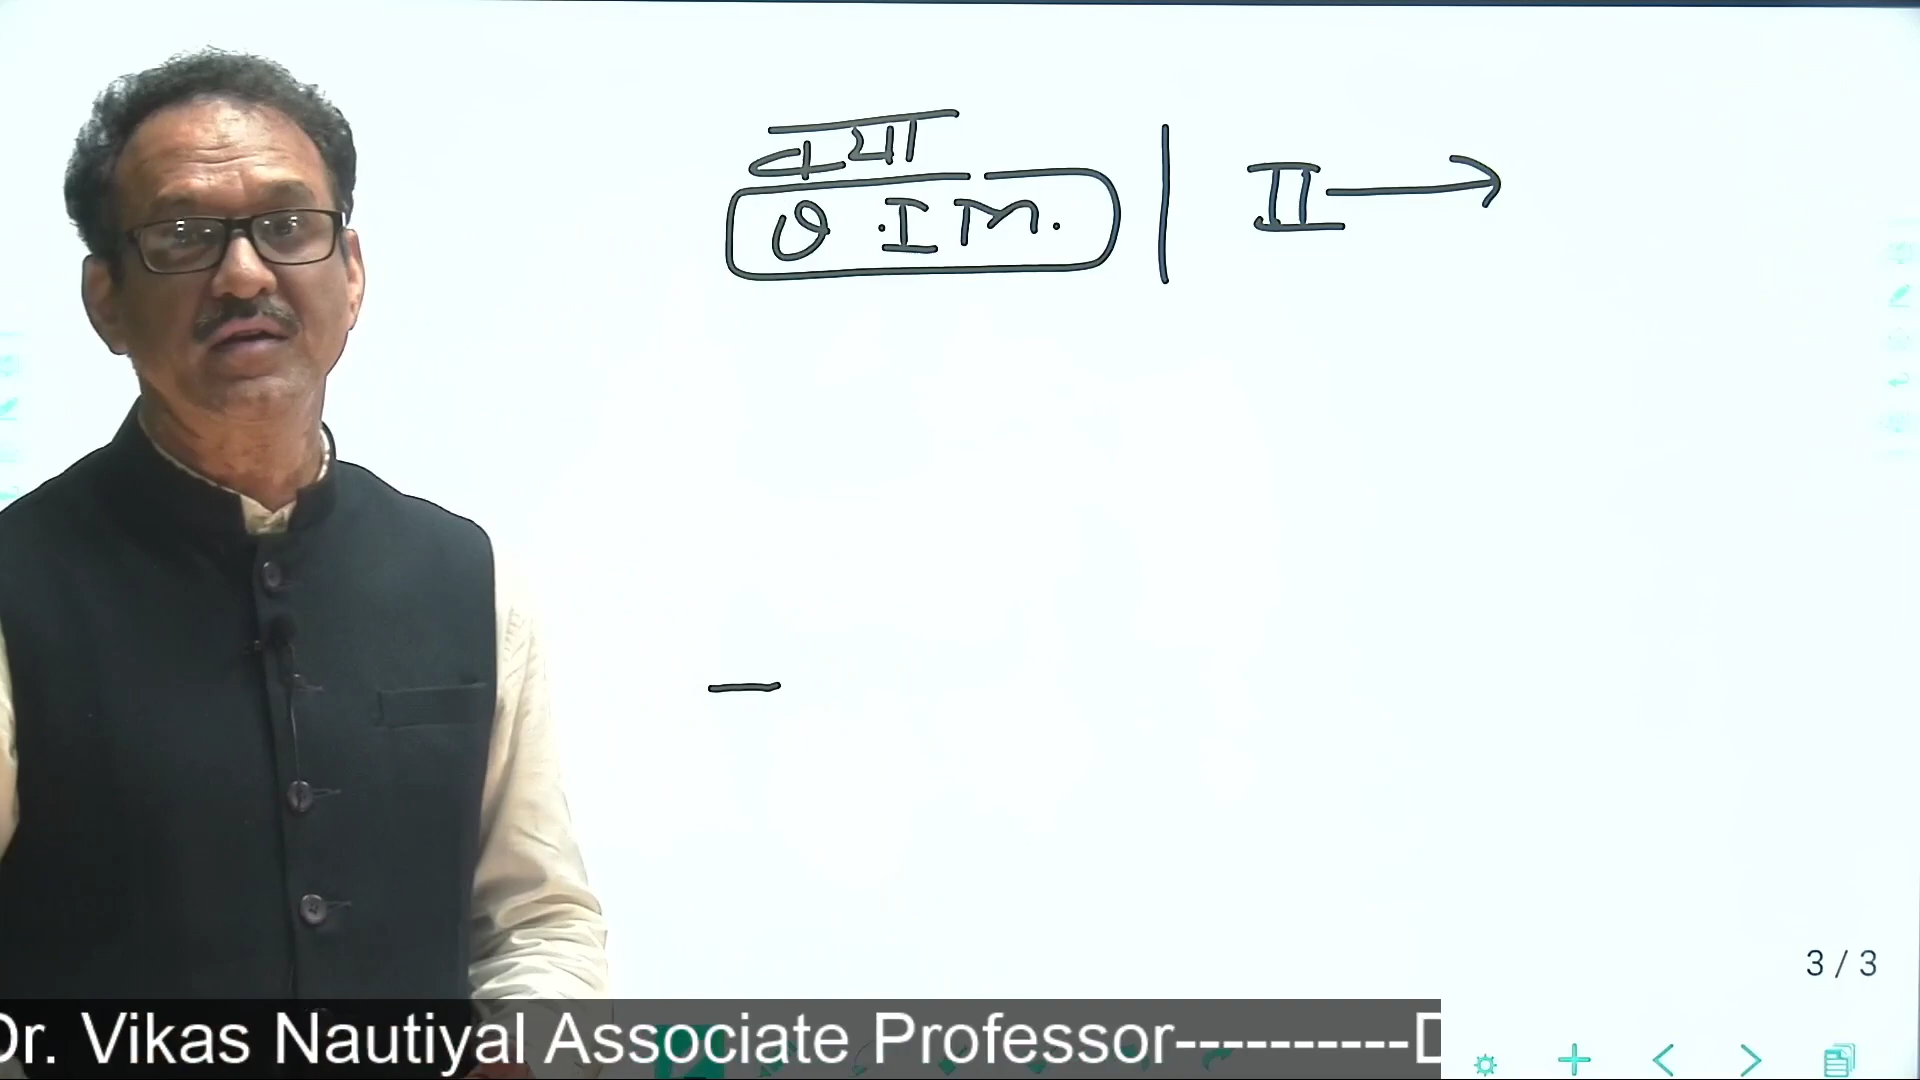 क्या
O.I M.
II
3 / 3
Dr. Vikas Nautiyal Associate Professor----------D